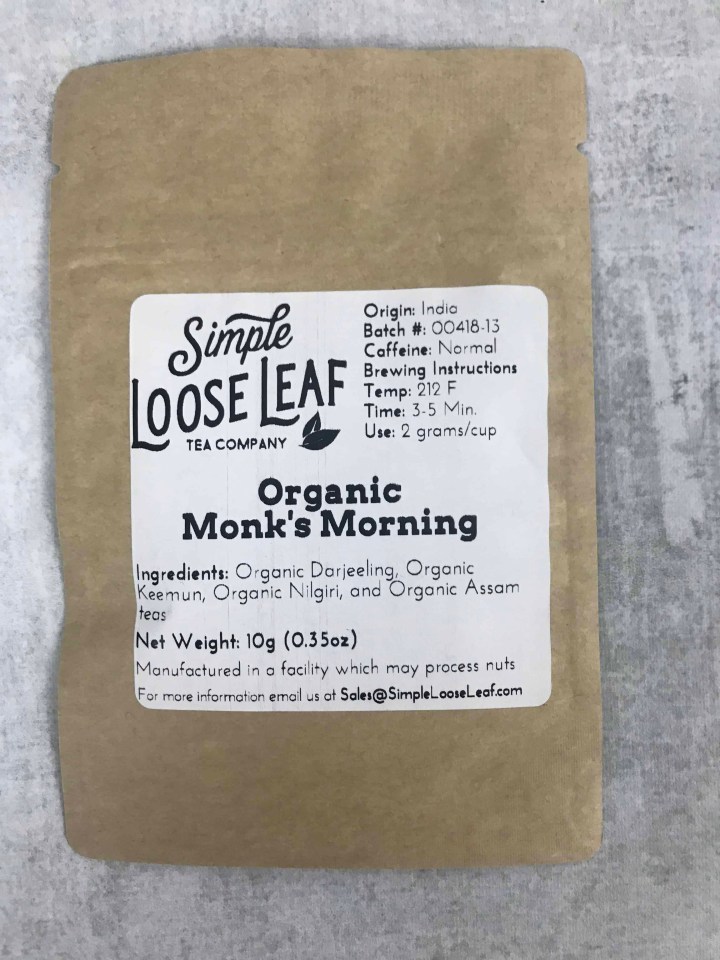 Simple
LOOSE LEAF
TEA COMPANY
Origin: India
Batch #: 00418-13
Caffeine: Normal
Brewing Instructions
Temp: 212 F
Time: 3-5 Min.
Use: 2 grams/cup
Organic
Monk's Morning
Ingredients: Organic Darjeeling, Organic
Keemun, Organic Nilgiri, and Organic Assam
teas
Net Weight: 10g (0.35oz)
Manufactured in a facility which may process nuts
For more information email us at Sales@SimpleLooseLeaf.com